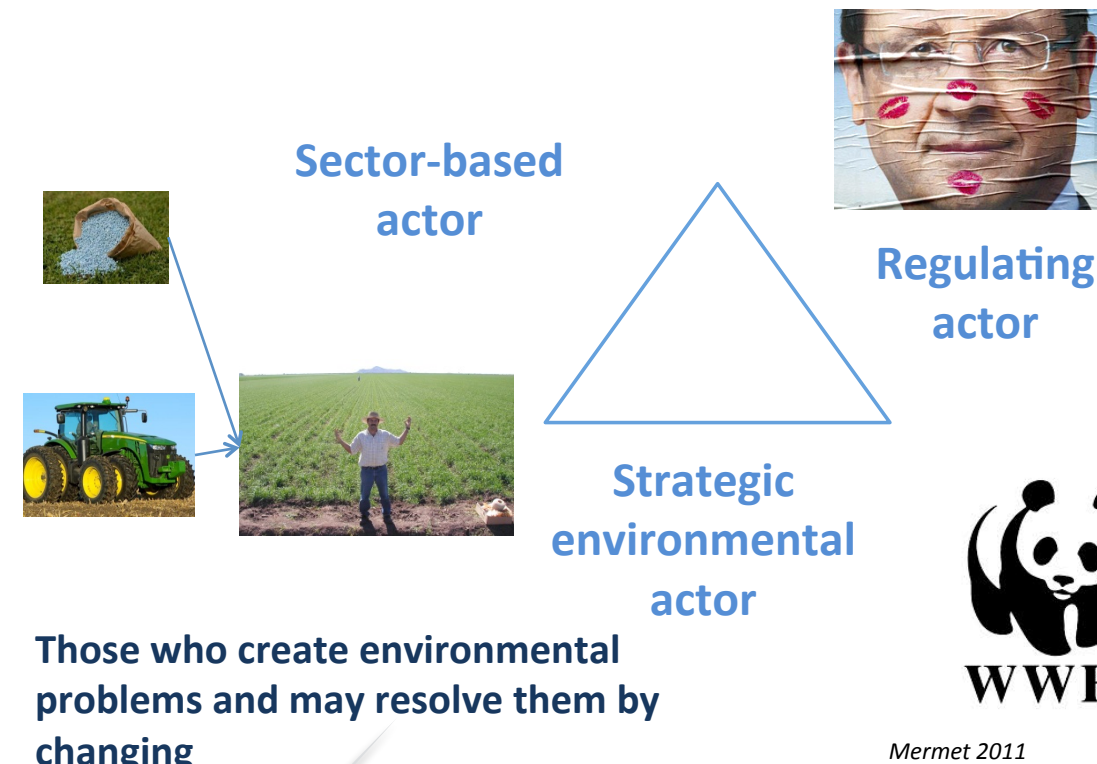 Sector-based
actor
Regulating
actor
Strategic
environmental
actor
Those who create environmental
problems and may resolve them by
changing
WW
Mermet 2011